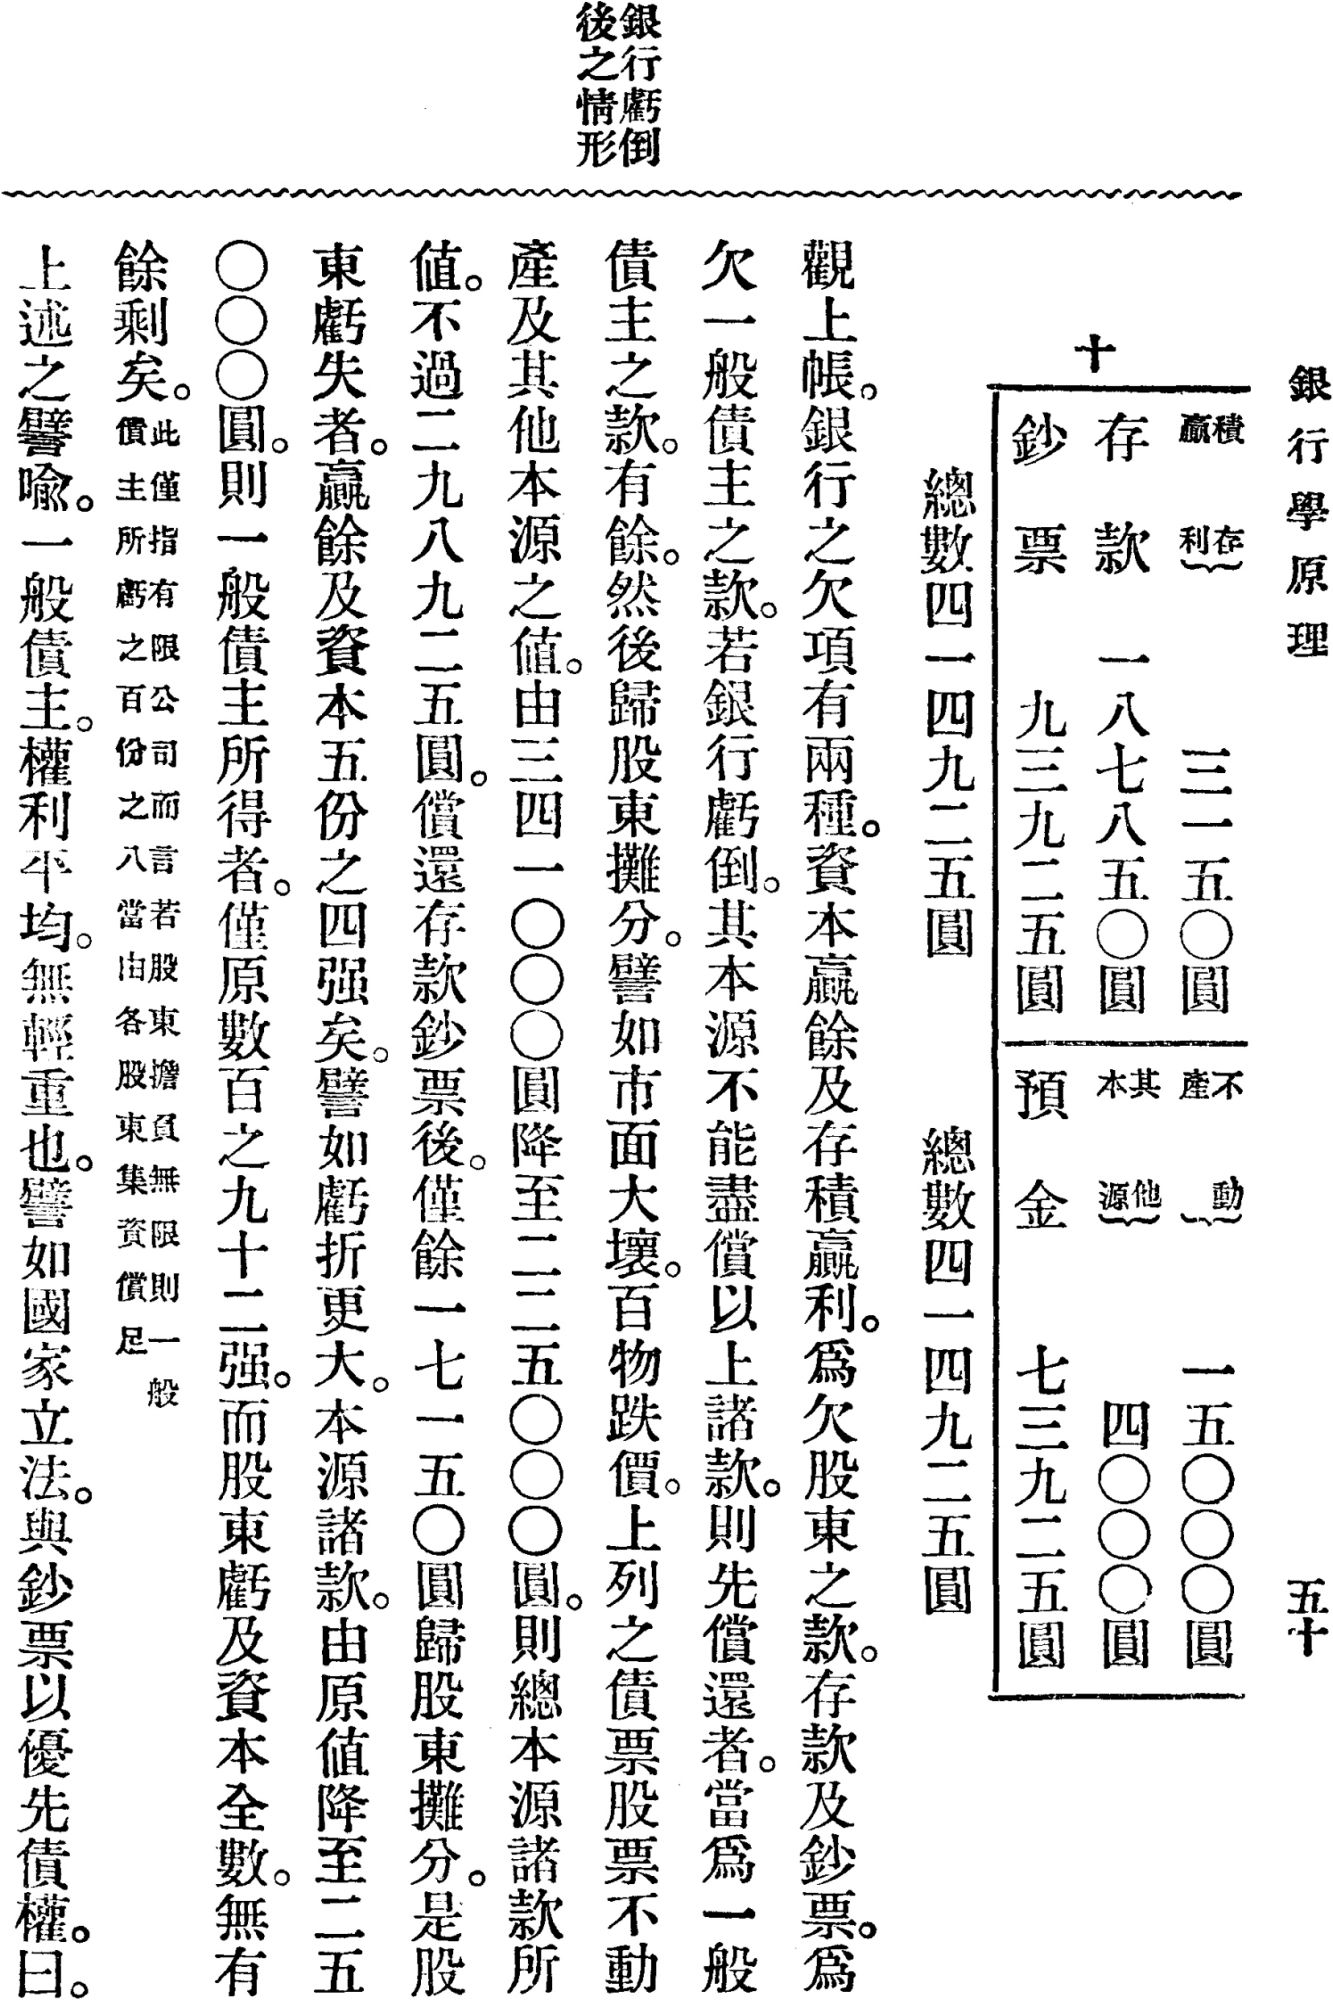 銀行學原理
五十
十
積存
贏利
三一五〇圓
不動
產
一五〇〇〇圓
存款
一八七八五〇圓
其他
本源
四〇〇〇圓
鈔票
九三九二五圓
預金
七三九二五圓
總數四一四九二五圓
總數四一四九二五圓
銀行虧倒
後之情形
觀上帳。銀行之欠項有兩種。資本贏餘及存積贏利。爲欠股東之款。存款及鈔票。爲
欠一般債主之款。若銀行虧倒。其本源不能盡償以上諸款。則先償還者。當爲一般
債主之款。有餘。然後歸股東攤分。譬如市面大壞。百物跌價。上列之債票股票不動
產及其他本源之值。由三四一〇〇〇圓降至二二五〇〇〇圓。則總本源諸款所
值。不過二九八九二五圓。償還存款鈔票後。僅餘一七一五〇圓歸股東攤分。是股
東虧失者。贏餘及資本五份之四强矣。譬如虧折更大。本源諸款。由原值降至二五
〇〇〇圓。則一般債主所得者。僅原數百之九十二强。而股東虧及資本全數。無有
餘剩矣。
此僅指有限公司而言若股東擔負無限則一般
債主所虧之百份之八當由各股東集資償足
上述之譬喻。一般債主。權利平均。無輕重也。譬如國家立法。與鈔票以優先債權。曰。